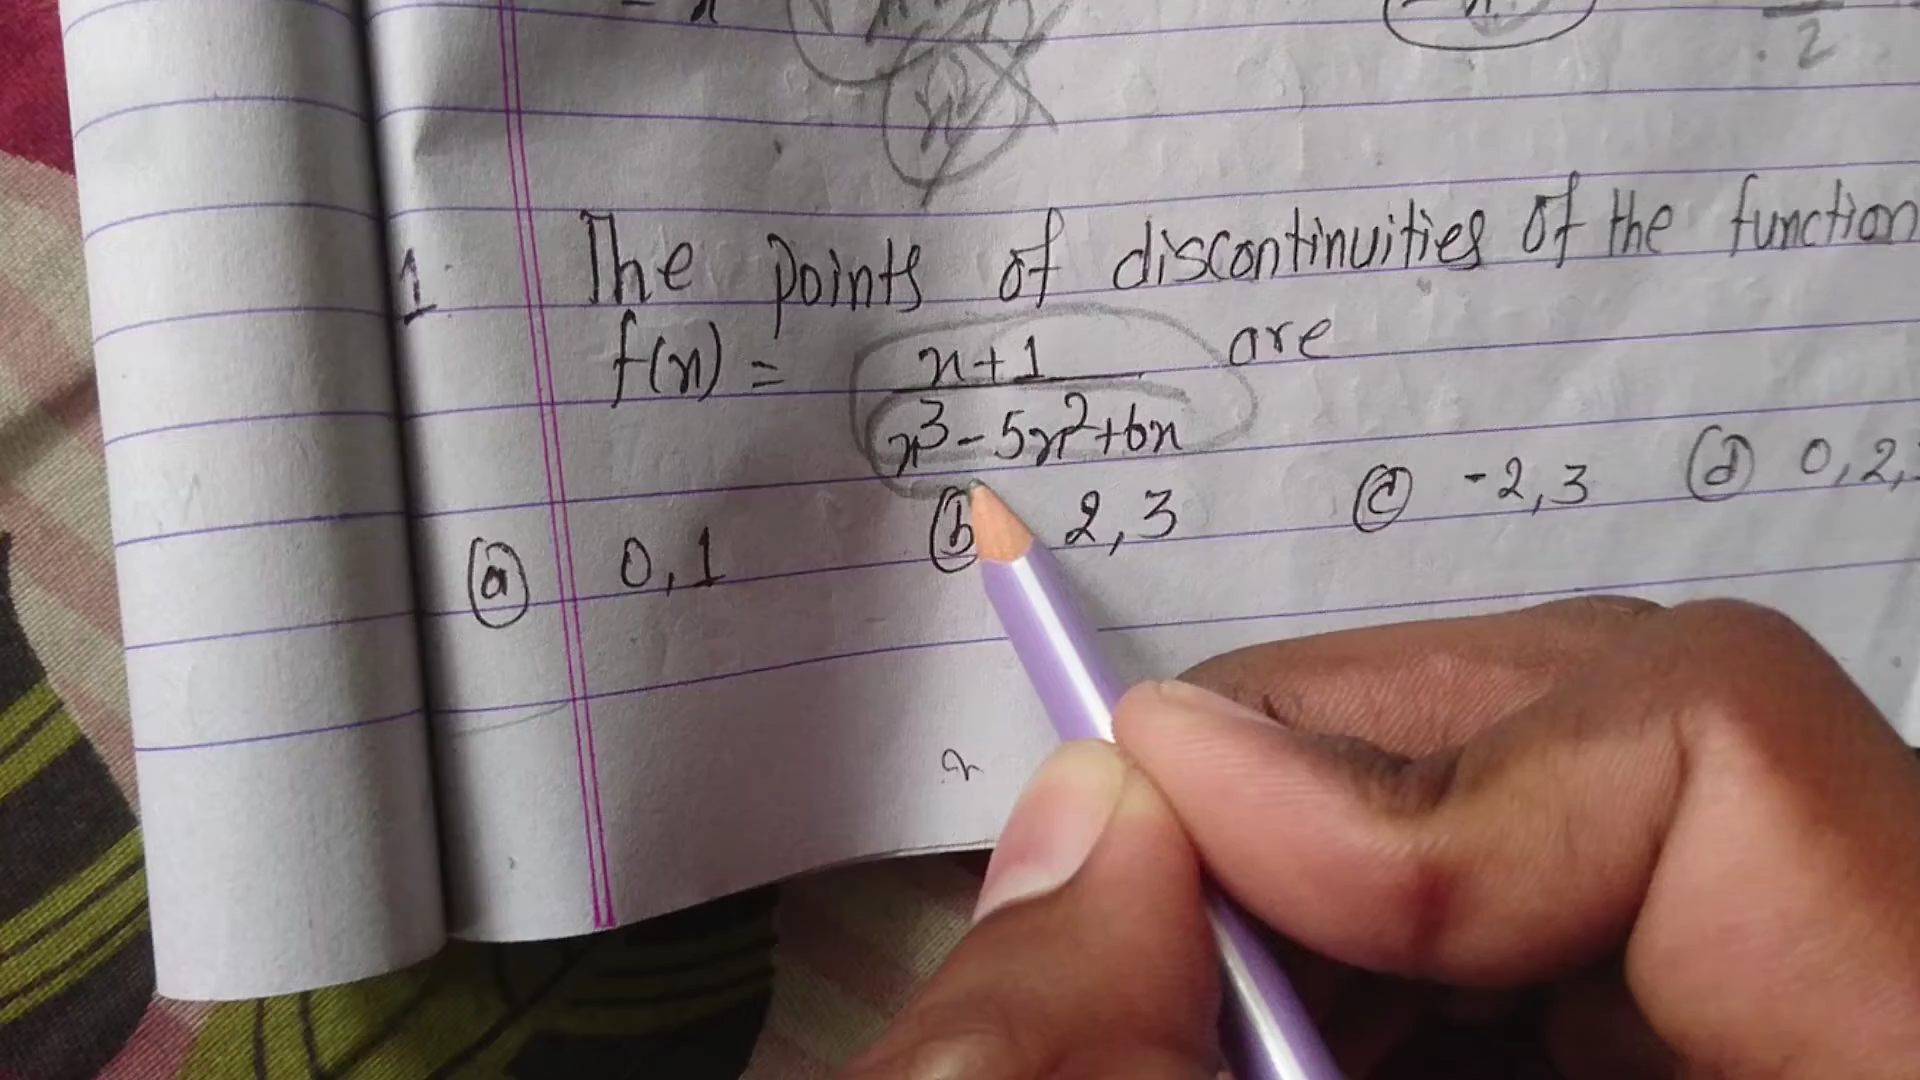 2
1. The points of discontinuities of the function
f(x) = x+1 / x³-5x²+6x are
ⓐ 0,1 ⓑ 2,3 ⓒ -2,3 ⓓ 0,2,
x